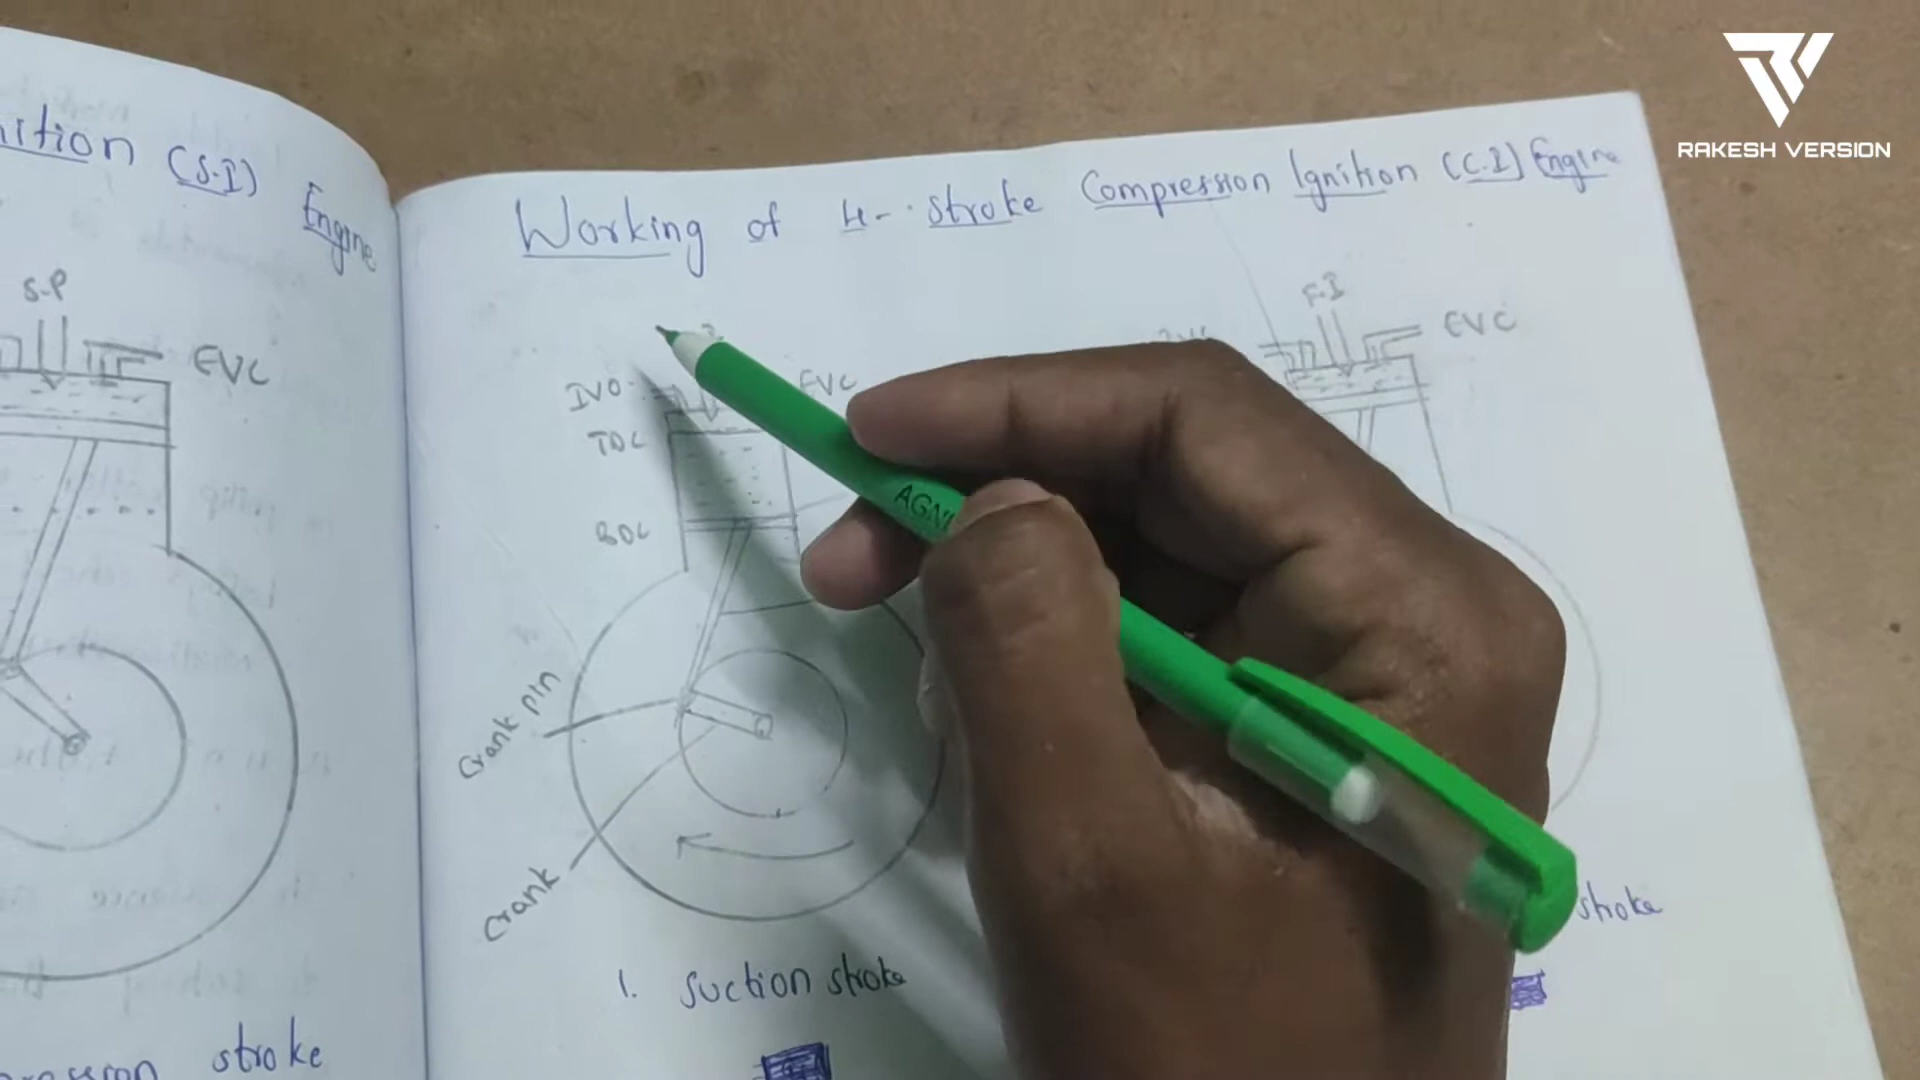 (S.I) Engine
S.P
EVC
stroke
Working of 4-stroke Compression Ignition (C.I) Engine
IVO
EVC
TDC
BDC
Crank pin
Crank
1. Suction stroke
F.I
EVC
stroke
AGNI
RAKESH VERSION